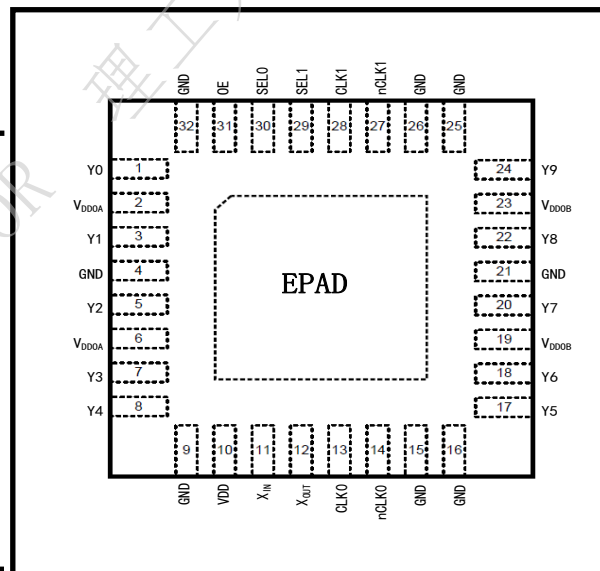 理工
OR
GND OE SEL0 SEL1 CLK1 nCLK1 GND GND
32 31 30 29 28 27 26 25
Y0 1 24 Y9
VDDOA 2 23 VDDOB
Y1 3 22 Y8
GND 4 21 GND
EPAD
Y2 5 20 Y7
VDDOA 6 19 VDDOB
Y3 7 18 Y6
Y4 8 17 Y5
9 10 11 12 13 14 15 16
GND VDD XIN XOUT CLK0 nCLK0 GND GND